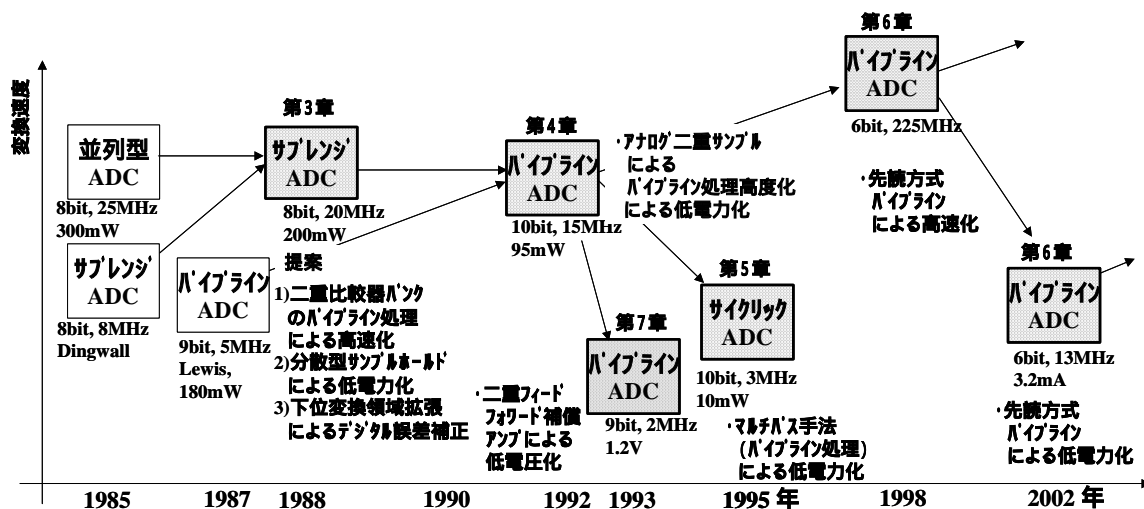 変換速度
並列型
ADC
8bit, 25MHz
300mW
サブレンジ
ADC
8bit, 8MHz
Dingwall
パイプライン
ADC
9bit, 5MHz
Lewis,
180mW
第3章
サブレンジ
ADC
8bit, 20MHz
200mW
提案
1)二重比較器バンク
のパイプライン処理
による高速化
2)分散型サンプルホールド
による低電力化
3)下位変換領域拡張
によるデジタル誤差補正
第4章
パイプライン
ADC
10bit, 15MHz
95mW
・アナログ二重サンプル
による
パイプライン処理高度化
による低電力化
・二重フィード
フォワード補償
アンプによる
低電圧化
第7章
パイプライン
ADC
9bit, 2MHz
1.2V
第5章
サイクリック
ADC
10bit, 3MHz
10mW
・マルチパス手法
(パイプライン処理)
による低電力化
第6章
パイプライン
ADC
6bit, 225MHz
・先読方式
パイプライン
による高速化
第6章
パイプライン
ADC
6bit, 13MHz
3.2mA
・先読方式
パイプライン
による低電力化
1985 1987 1988 1990 1992 1993 1995 年 1998 2002 年